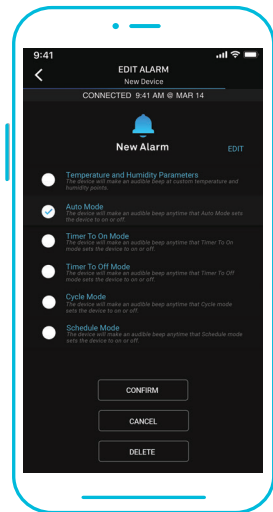 9:41
EDIT ALARM
New Device
CONNECTED 9:41 AM @ MAR 14
New Alarm
EDIT
Temperature and Humidity Parameters
The device will make an audible beep at custom temperature and
humidity points.
Auto Mode
The device will make an audible beep anytime that Auto Mode sets
the device to on or off.
Timer To On Mode
The device will make an audible beep anytime that Timer To On
mode sets the device to on or off.
Timer To Off Mode
The device will make an audible beep anytime that Timer To Off
mode sets the device to on or off.
Cycle Mode
The device will make an audible beep anytime that Cycle mode
sets the device to on or off.
Schedule Mode
The device will make an audible beep anytime that Schedule mode
sets the device to on or off.
CONFIRM
CANCEL
DELETE